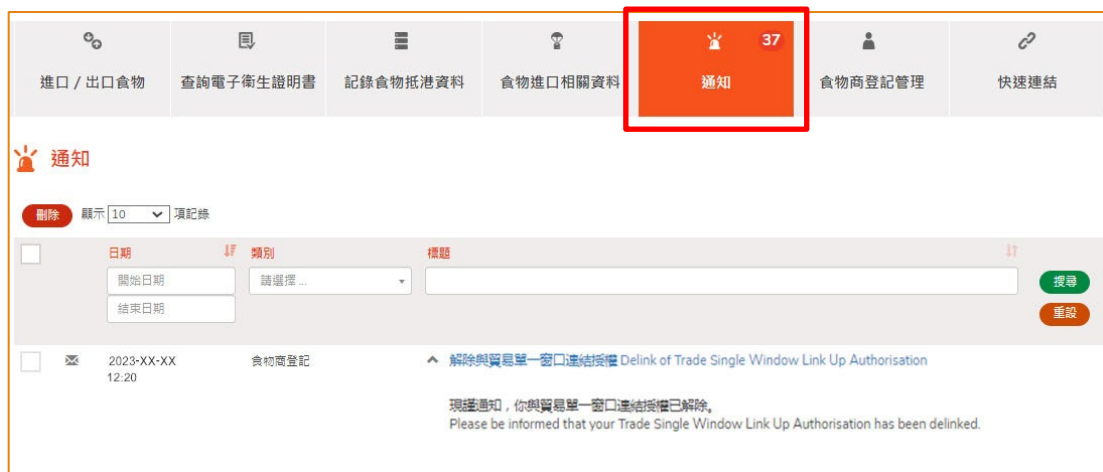 進口 / 出口食物
查詢電子衞生證明書
記錄食物抵港資料
食物進口相關資料
37
通知
食物商登記管理
快速連結
通知
刪除 顯示 10 項記錄
日期 類別 標題
開始日期 請選擇 ... 搜尋
結束日期 重設
2023-XX-XX 食物商登記 解除與貿易單一窗口連結授權 Delink of Trade Single Window Link Up Authorisation
12:20
現謹通知，你與貿易單一窗口連結授權已解除。
Please be informed that your Trade Single Window Link Up Authorisation has been delinked.